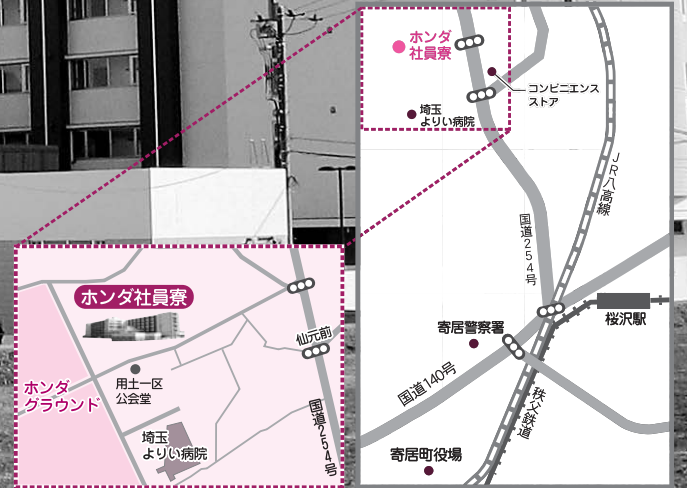 ホンダ
社員寮
コンビニエンス
ストア
埼玉
よりい病院
JR八高線
国道254号
桜沢駅
寄居警察署
国道140号
秩父鉄道
寄居町役場
ホンダ社員寮
仙元前
ホンダ
グラウンド
用土一区
公会堂
国道254号
埼玉
よりい病院